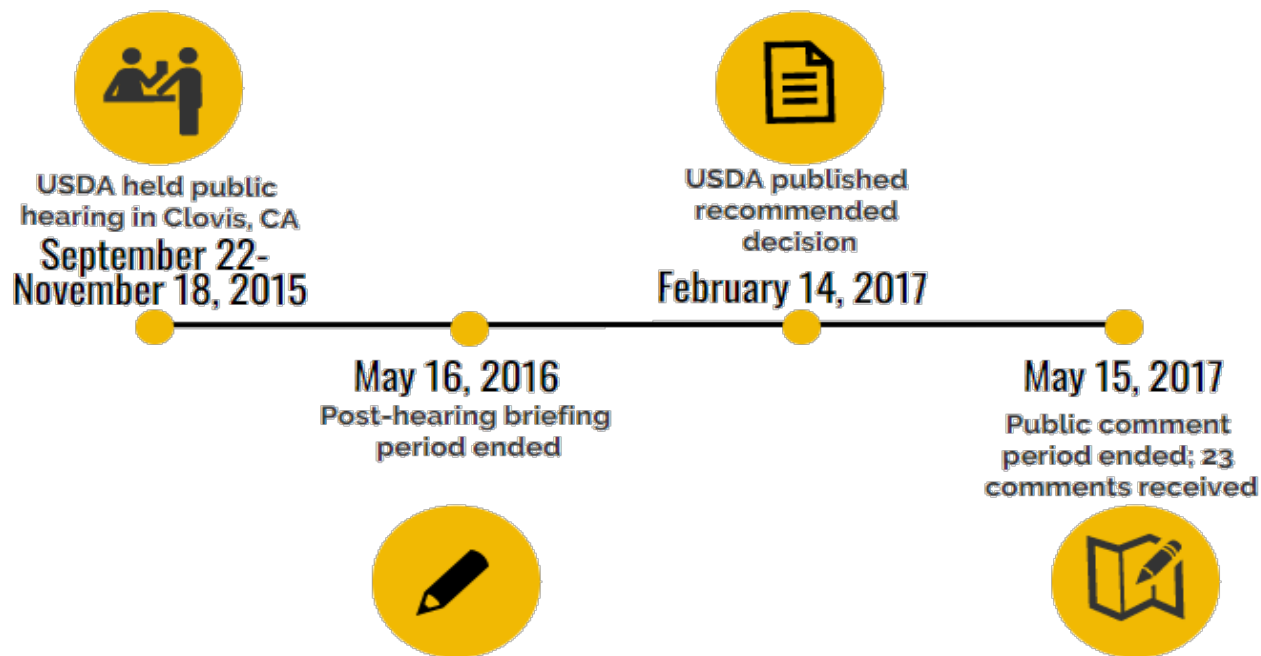 USDA held public
hearing in Clovis, CA
September 22-
November 18, 2015
May 16, 2016
Post-hearing briefing
period ended
USDA published
recommended
decision
February 14, 2017
May 15, 2017
Public comment
period ended; 23
comments received